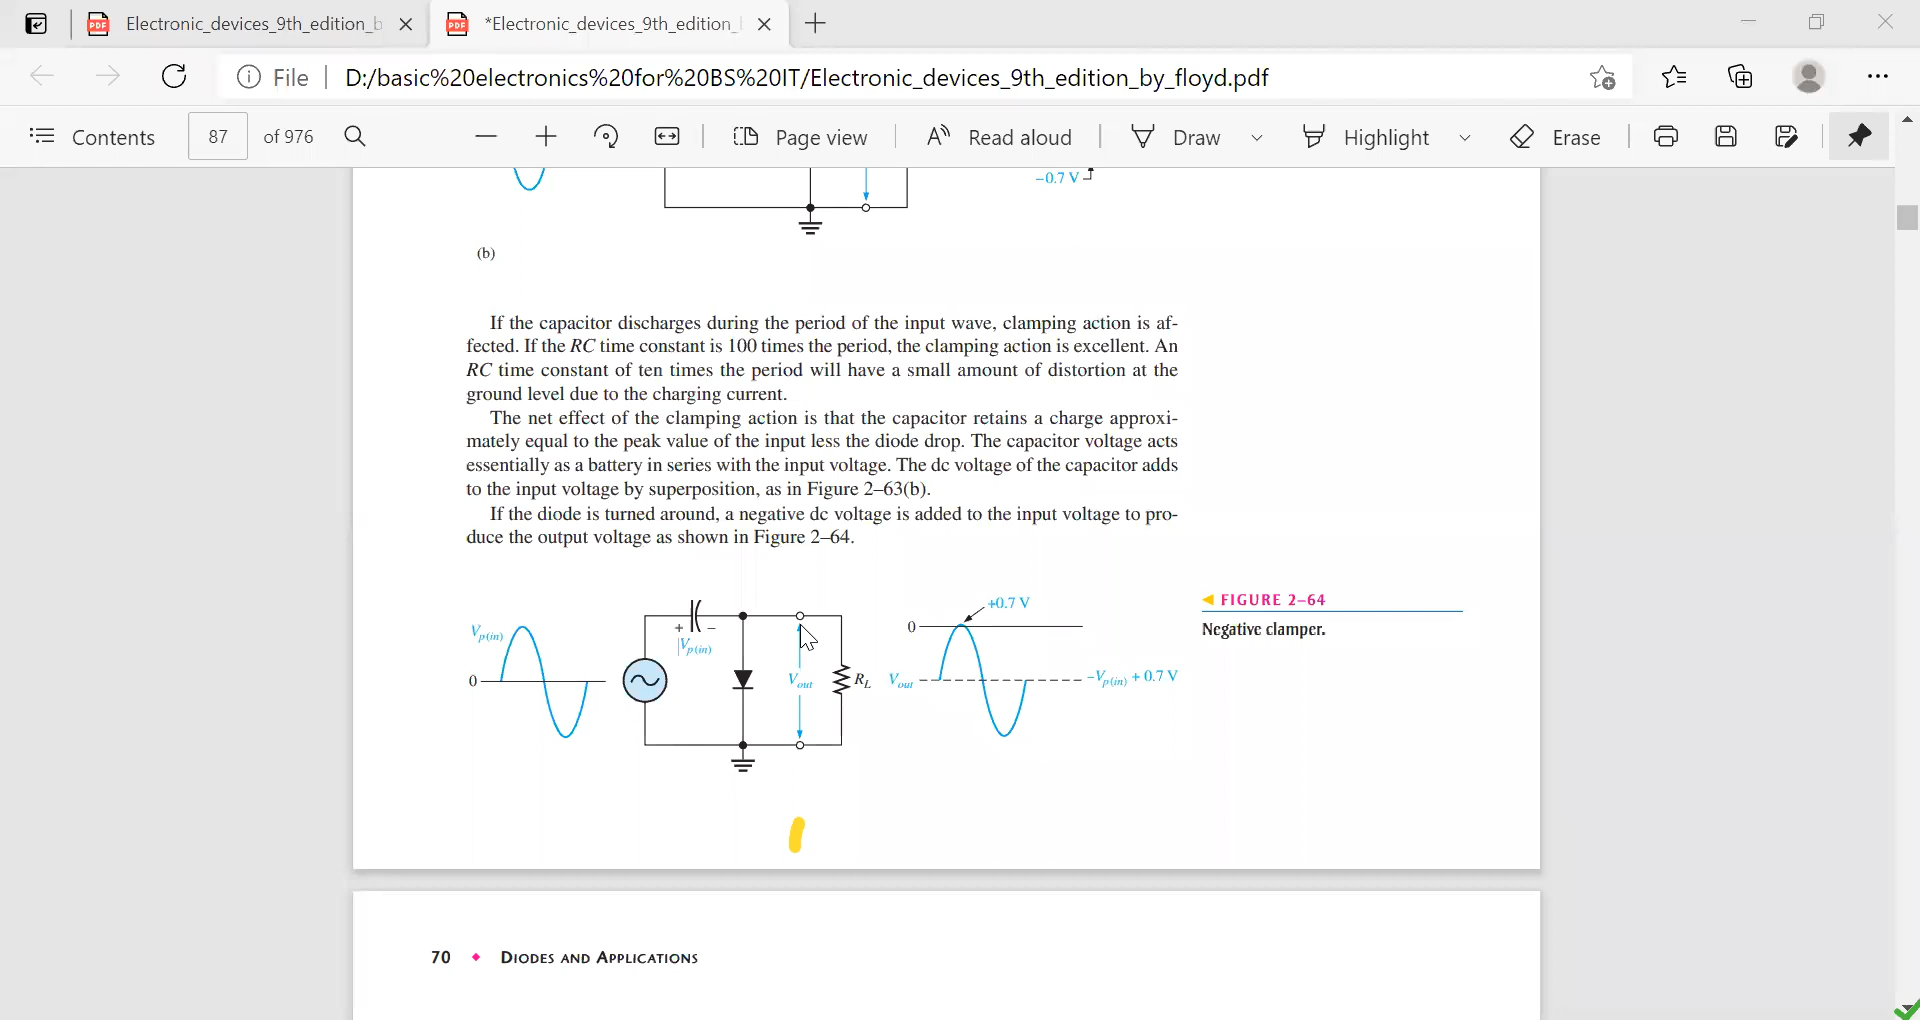 Electronic_devices_9th_edition_b
*Electronic_devices_9th_edition_
File
D:/basic%20electronics%20for%20BS%20IT/Electronic_devices_9th_edition_by_floyd.pdf
Contents
87
of 976
Page view
Read aloud
Draw
Highlight
Erase
−0.7 V
(b)
If the capacitor discharges during the period of the input wave, clamping action is af-
fected. If the RC time constant is 100 times the period, the clamping action is excellent. An
RC time constant of ten times the period will have a small amount of distortion at the
ground level due to the charging current.
The net effect of the clamping action is that the capacitor retains a charge approxi-
mately equal to the peak value of the input less the diode drop. The capacitor voltage acts
essentially as a battery in series with the input voltage. The dc voltage of the capacitor adds
to the input voltage by superposition, as in Figure 2–63(b).
If the diode is turned around, a negative dc voltage is added to the input voltage to pro-
duce the output voltage as shown in Figure 2–64.
Vp(in)
0
+ −
Vp(in)
Vout
RL
+0.7 V
0
Vout
−Vp(in) + 0.7 V
FIGURE 2–64
Negative clamper.
70 DIODES AND APPLICATIONS